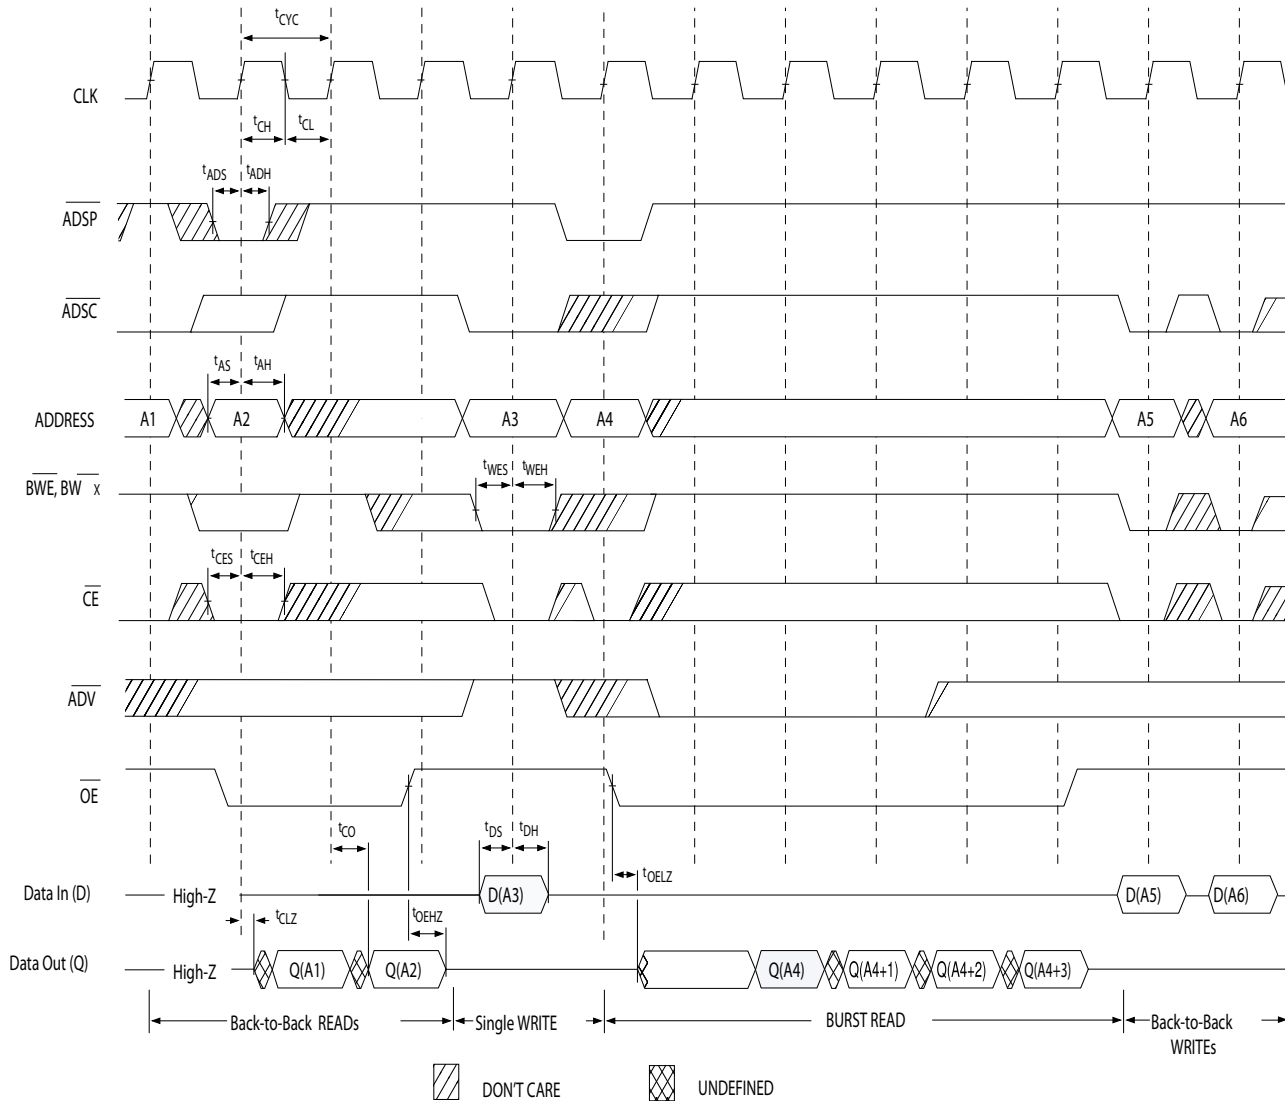 tCYC
CLK
tCH
tCL
tADS
tADH
ADSP
ADSC
tAS
tAH
ADDRESS
A1
A2
A3
A4
A5
A6
tWES
tWEH
BWE, BW x
tCES
tCEH
CE
ADV
OE
tCO
tDS
tDH
tOELZ
Data In (D)
High-Z
D(A3)
D(A5)
D(A6)
tCLZ
tOEHZ
Data Out (Q)
High-Z
Q(A1)
Q(A2)
Q(A4)
Q(A4+1)
Q(A4+2)
Q(A4+3)
Back-to-Back READs
Single WRITE
BURST READ
Back-to-Back
WRITEs
DON'T CARE
UNDEFINED